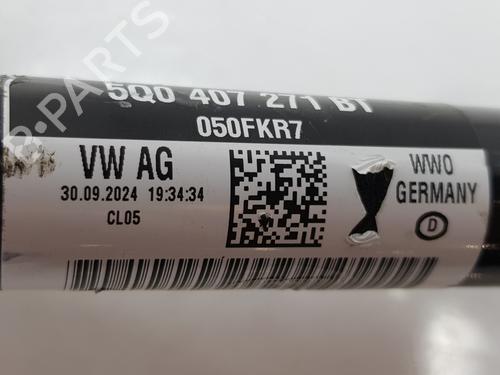 5Q0 407 271 BT
050FKR7
VW AG
30.09.2024 19:34:34
CL05
WWO
GERMANY
D
B-PARTS